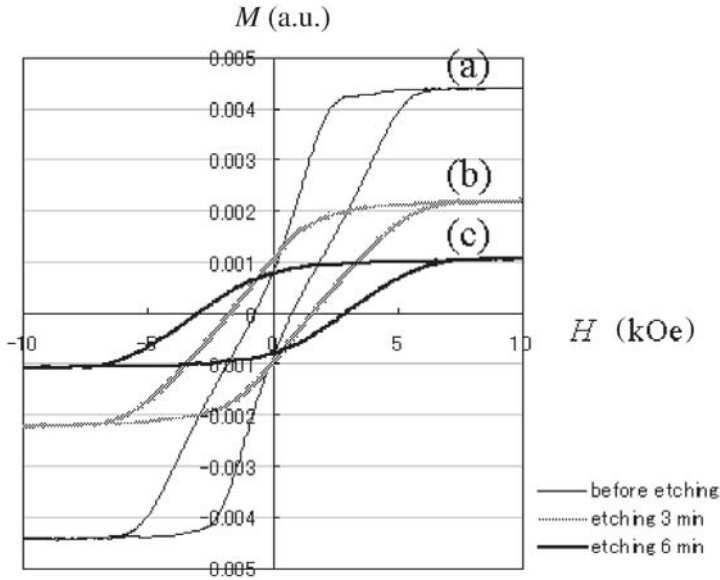 M (a.u.)
0.005
(a)
0.004
0.003
(b)
0.002
(c)
0.001
0
-10
-5
0
5
10
H (kOe)
-0.001
-0.002
-0.003
-0.004
-0.005
before etching
etching 3 min
etching 6 min